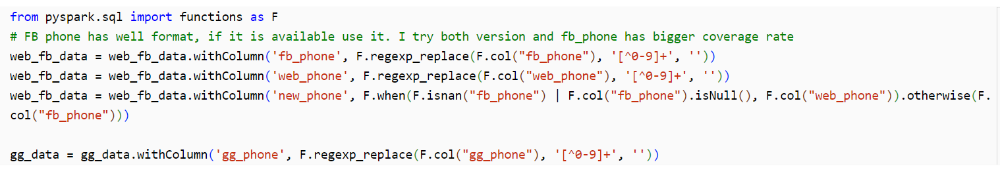 from pyspark.sql import functions as F
# FB phone has well format, if it is available use it. I try both version and fb_phone has bigger coverage rate
web_fb_data = web_fb_data.withColumn('fb_phone', F.regexp_replace(F.col("fb_phone"), '[^0-9]+', ''))
web_fb_data = web_fb_data.withColumn('web_phone', F.regexp_replace(F.col("web_phone"), '[^0-9]+', ''))
web_fb_data = web_fb_data.withColumn('new_phone', F.when(F.isnan("fb_phone") | F.col("fb_phone").isNull(), F.col("web_phone")).otherwise(F.
col("fb_phone")))
gg_data = gg_data.withColumn('gg_phone', F.regexp_replace(F.col("gg_phone"), '[^0-9]+', ''))